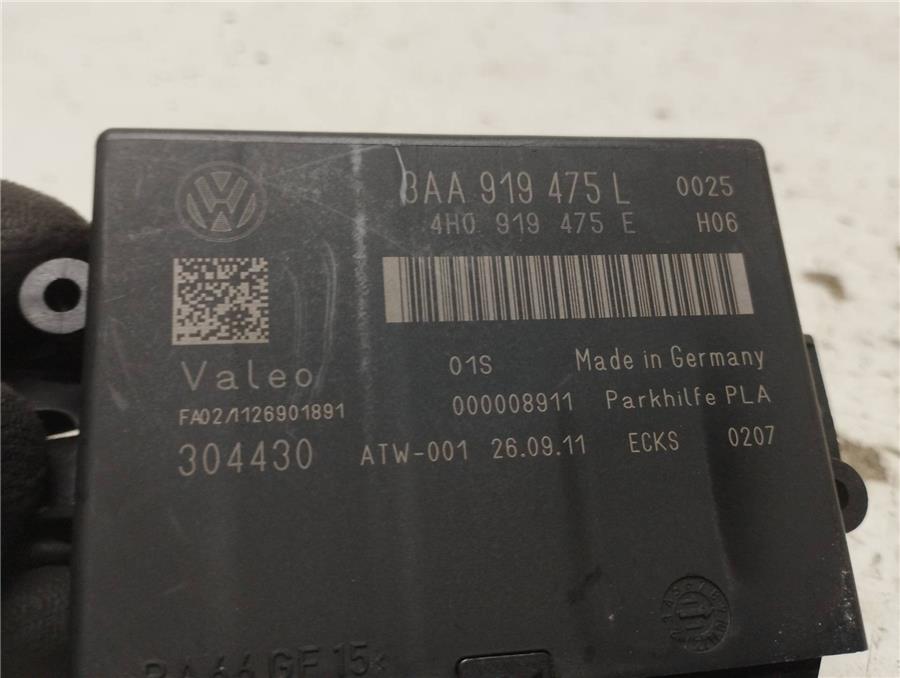 3AA 919 475 L 0025
4H0 919 475 E H06
Valeo 01S Made in Germany
FA02/1126901891 000008911 Parkhilfe PLA
304430 ATW-001 26.09.11 ECKS 0207